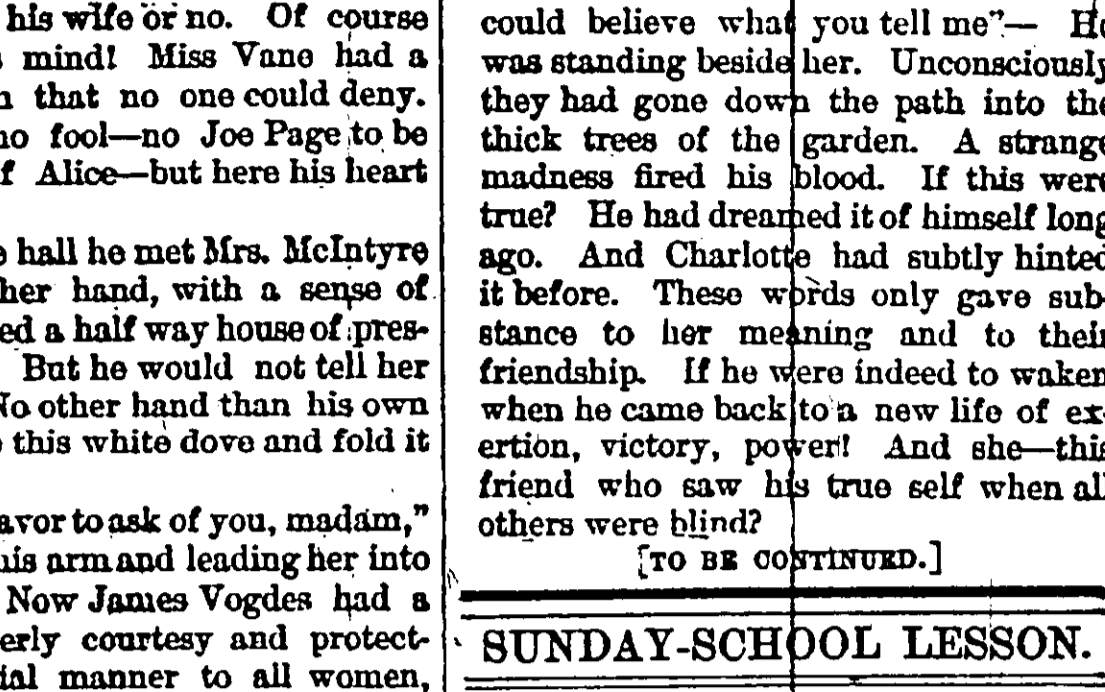 his wife or no. Of course
mind! Miss Vane had a
that no one could deny.
no fool—no Joe Page to be
Alice—but here his heart
hall he met Mrs. McIntyre
her hand, with a sense of
a half way house of pres-
But he would not tell her
No other hand than his own
this white dove and fold it
to ask of you, madam,"
his arm and leading her into
Now James Vogdes had a
courtesy and protect-
manner to all women,
could believe what you tell me"— He
was standing beside her. Unconsciously
they had gone down the path into the
thick trees of the garden. A strange
madness fired his blood. If this were
true? He had dreamed it of himself long
ago. And Charlotte had subtly hinted
it before. These words only gave sub-
stance to her meaning and to their
friendship. If he were indeed to waken
when he came back to a new life of ex-
ertion, victory, power! And she—this
friend who saw his true self when all
others were blind?
[TO BE CONTINUED.]
SUNDAY-SCHOOL LESSON.